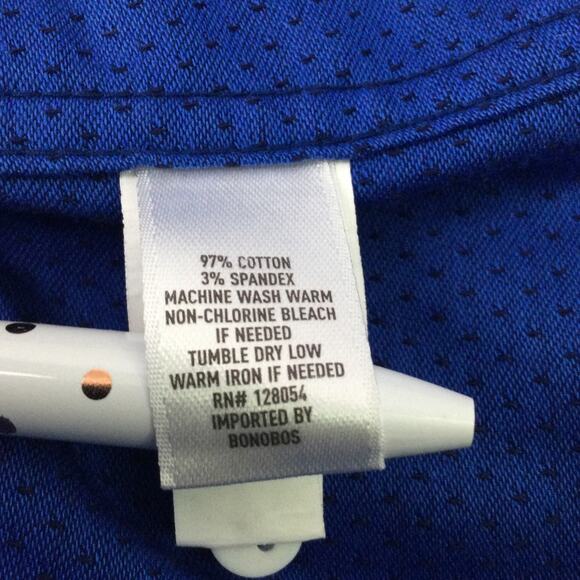 97% COTTON
3% SPANDEX
MACHINE WASH WARM
NON-CHLORINE BLEACH
IF NEEDED
TUMBLE DRY LOW
WARM IRON IF NEEDED
RN# 128054
IMPORTED BY
BONOBOS